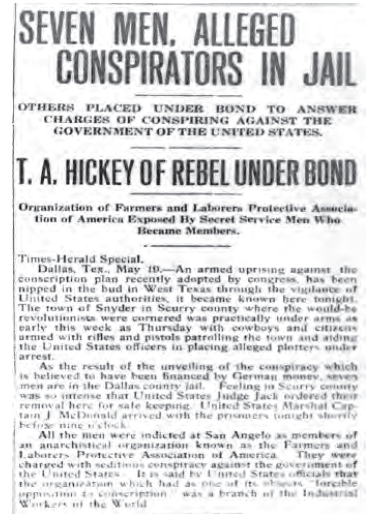 SEVEN MEN, ALLEGED
CONSPIRATORS IN JAIL
OTHERS PLACED UNDER BOND TO ANSWER
CHARGES OF CONSPIRING AGAINST THE
GOVERNMENT OF THE UNITED STATES.
T. A. HICKEY OF REBEL UNDER BOND
Organization of Farmers and Laborers Protective Associa-
tion of America Exposed By Secret Service Men Who
Became Members.
Times-Herald Special.
Dallas, Tex., May 19.—An armed uprising against the
conscription plan recently adopted by congress, has been
nipped in the bud in West Texas through the vigilance of
United States authorities, it became known here tonight.
The town of Snyder in Scurry county where the would-be
revolutionists were cornered was practically under arms as
early this week as Thursday with cowboys and citizens
armed with rifles and pistols patrolling the town and aiding
the United States officers in placing alleged plotters under
arrest.
As the result of the unveiling of the conspiracy which
is believed to have been financed by German money, seven
men are in the Dallas county jail. Feeling in Scurry county
was so intense that United States Judge Jack ordered their
removal here for safe keeping. United States Marshal Cap-
tain J. McDonald arrived with the prisoners tonight shortly
before nine o'clock.
All the men were indicted at San Angelo as members of
an anarchistical organization known as the Farmers and
Laborers Protective Association of America. They were
charged with seditious conspiracy against the government of
the United States. It is said by United States officials that
the organization which had as one of its objects "forcible
opposition to conscription" was a branch of the Industrial
Workers of the World